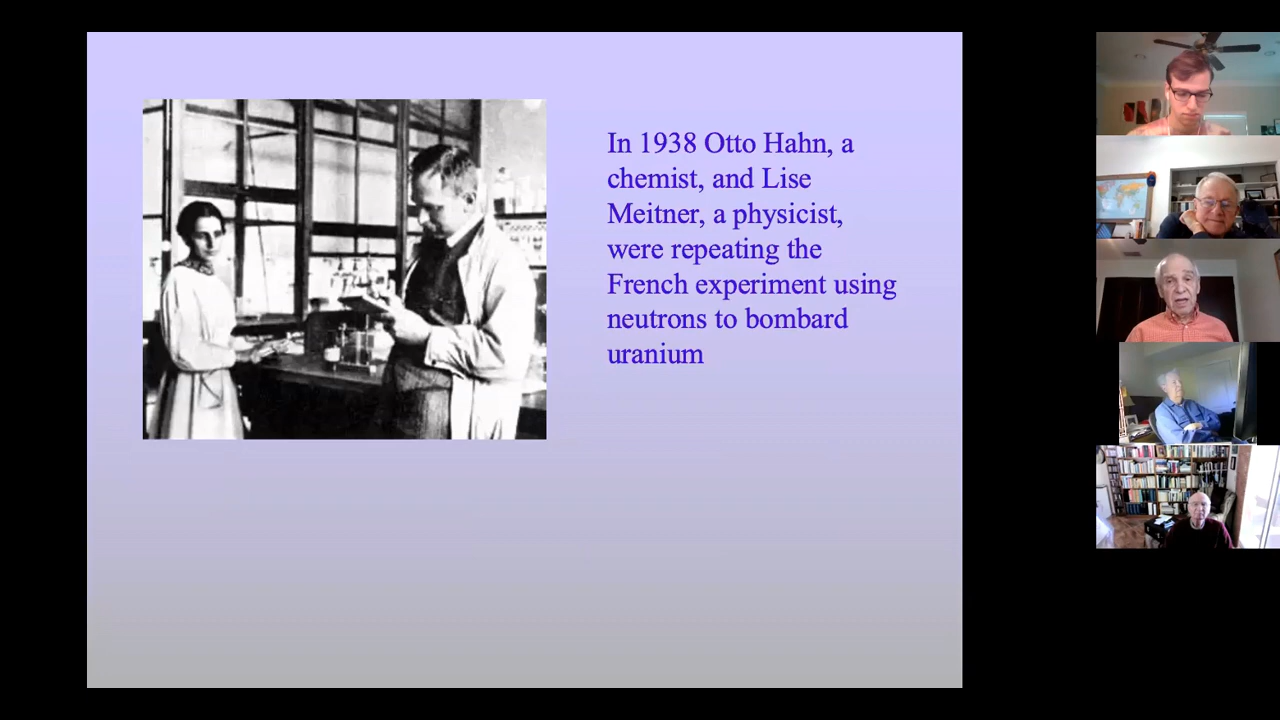 In 1938 Otto Hahn, a
chemist, and Lise
Meitner, a physicist,
were repeating the
French experiment using
neutrons to bombard
uranium